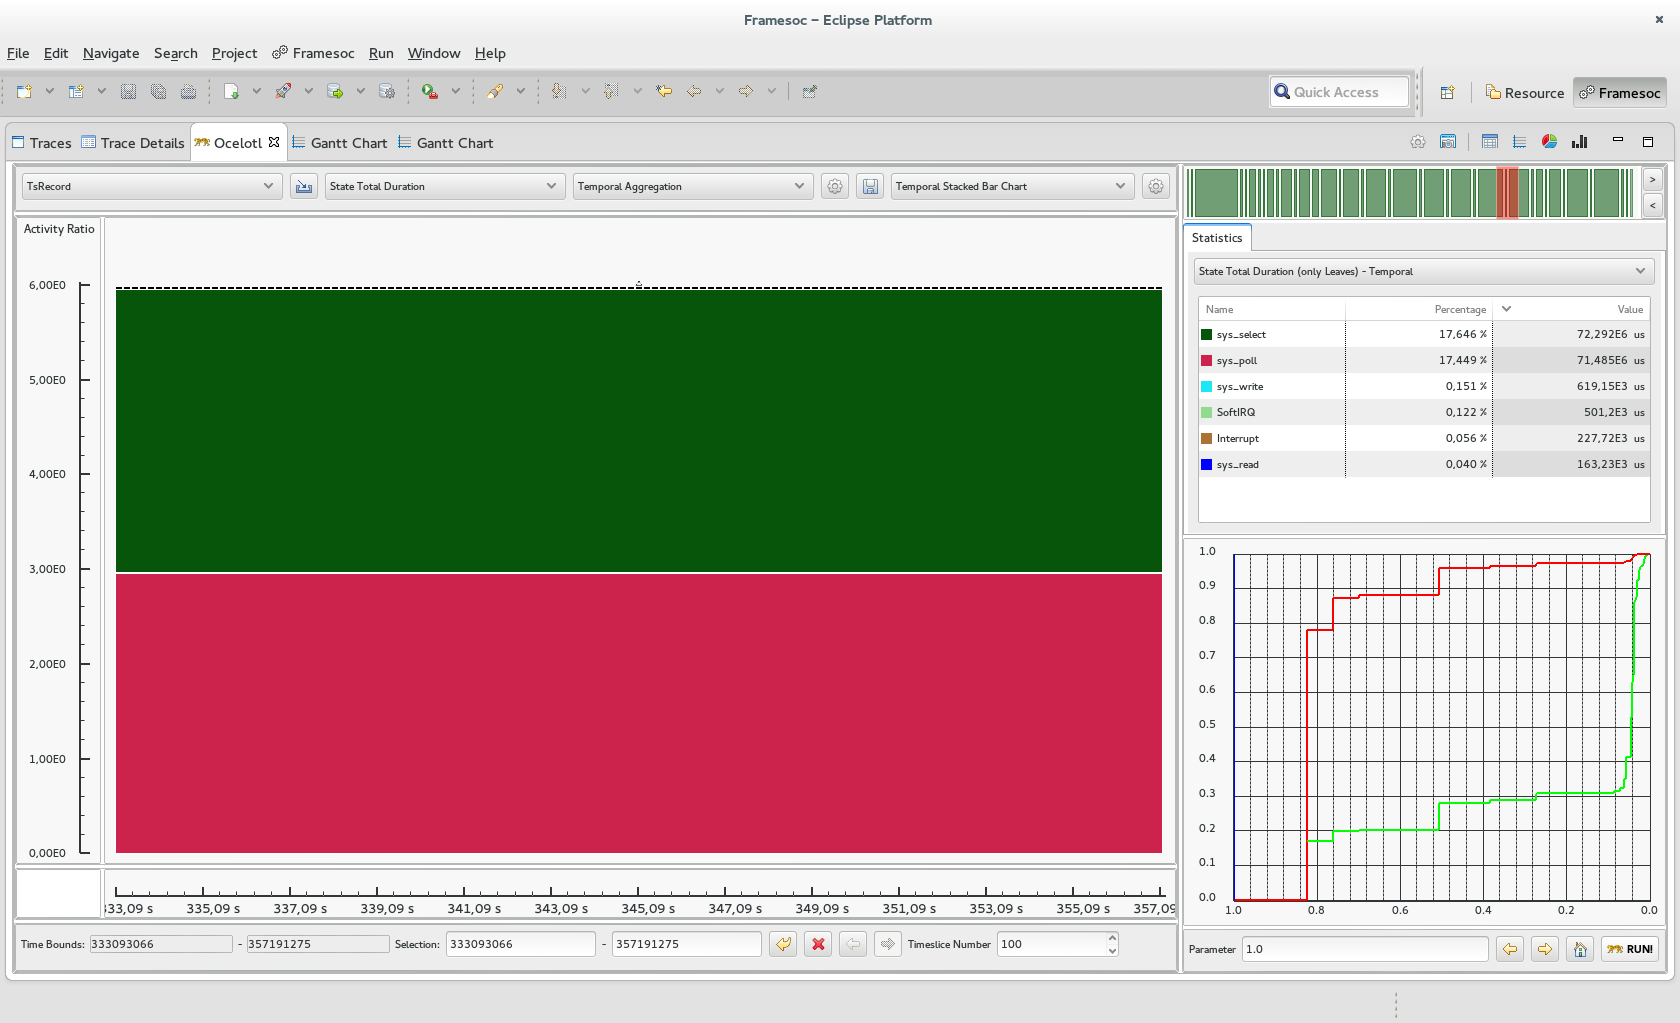 Framesoc – Eclipse Platform
File Edit Navigate Search Project Framesoc Run Window Help
Quick Access Resource Framesoc
Traces Trace Details Ocelotl Gantt Chart Gantt Chart
TsRecord State Total Duration Temporal Aggregation Temporal Stacked Bar Chart
>
<
Activity Ratio
6,00E0
5,00E0
4,00E0
3,00E0
2,00E0
1,00E0
0,00E0
333,09 s 335,09 s 337,09 s 339,09 s 341,09 s 343,09 s 345,09 s 347,09 s 349,09 s 351,09 s 353,09 s 355,09 s 357,09
Time Bounds: 333093066 - 357191275 Selection: 333093066 - 357191275 Timeslice Number 100
Statistics
State Total Duration (only Leaves) - Temporal
Name Percentage Value
sys_select 17,646 % 72,292E6 us
sys_poll 17,449 % 71,485E6 us
sys_write 0,151 % 619,15E3 us
SoftIRQ 0,122 % 501,2E3 us
Interrupt 0,056 % 227,72E3 us
sys_read 0,040 % 163,23E3 us
1.0
0.9
0.8
0.7
0.6
0.5
0.4
0.3
0.2
0.1
0.0
1.0 0.8 0.6 0.4 0.2 0.0
Parameter 1.0 RUN!